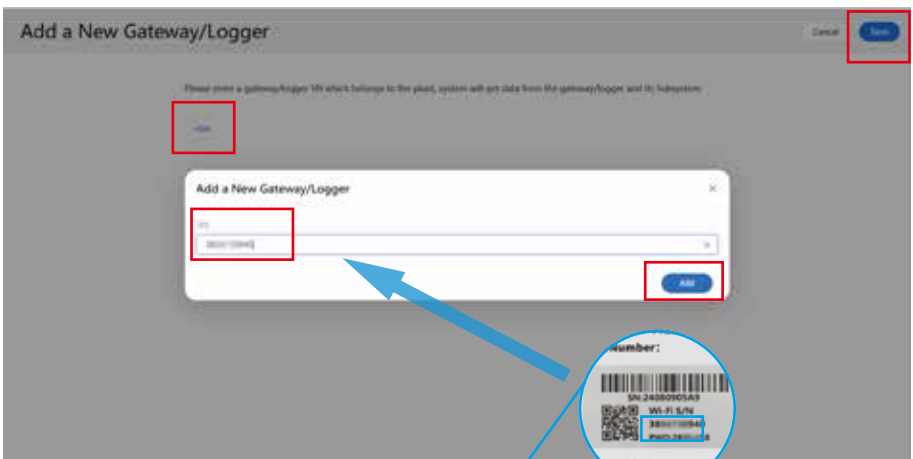 Add a New Gateway/Logger
Cancel
Save
Please enter a gateway/logger SN which belongs to the plant, system will get data from the gateway/logger and its Subsystem.
+SN
Add a New Gateway/Logger
SN
Add
Number:
SN:24080905A9
Wi-Fi S/N